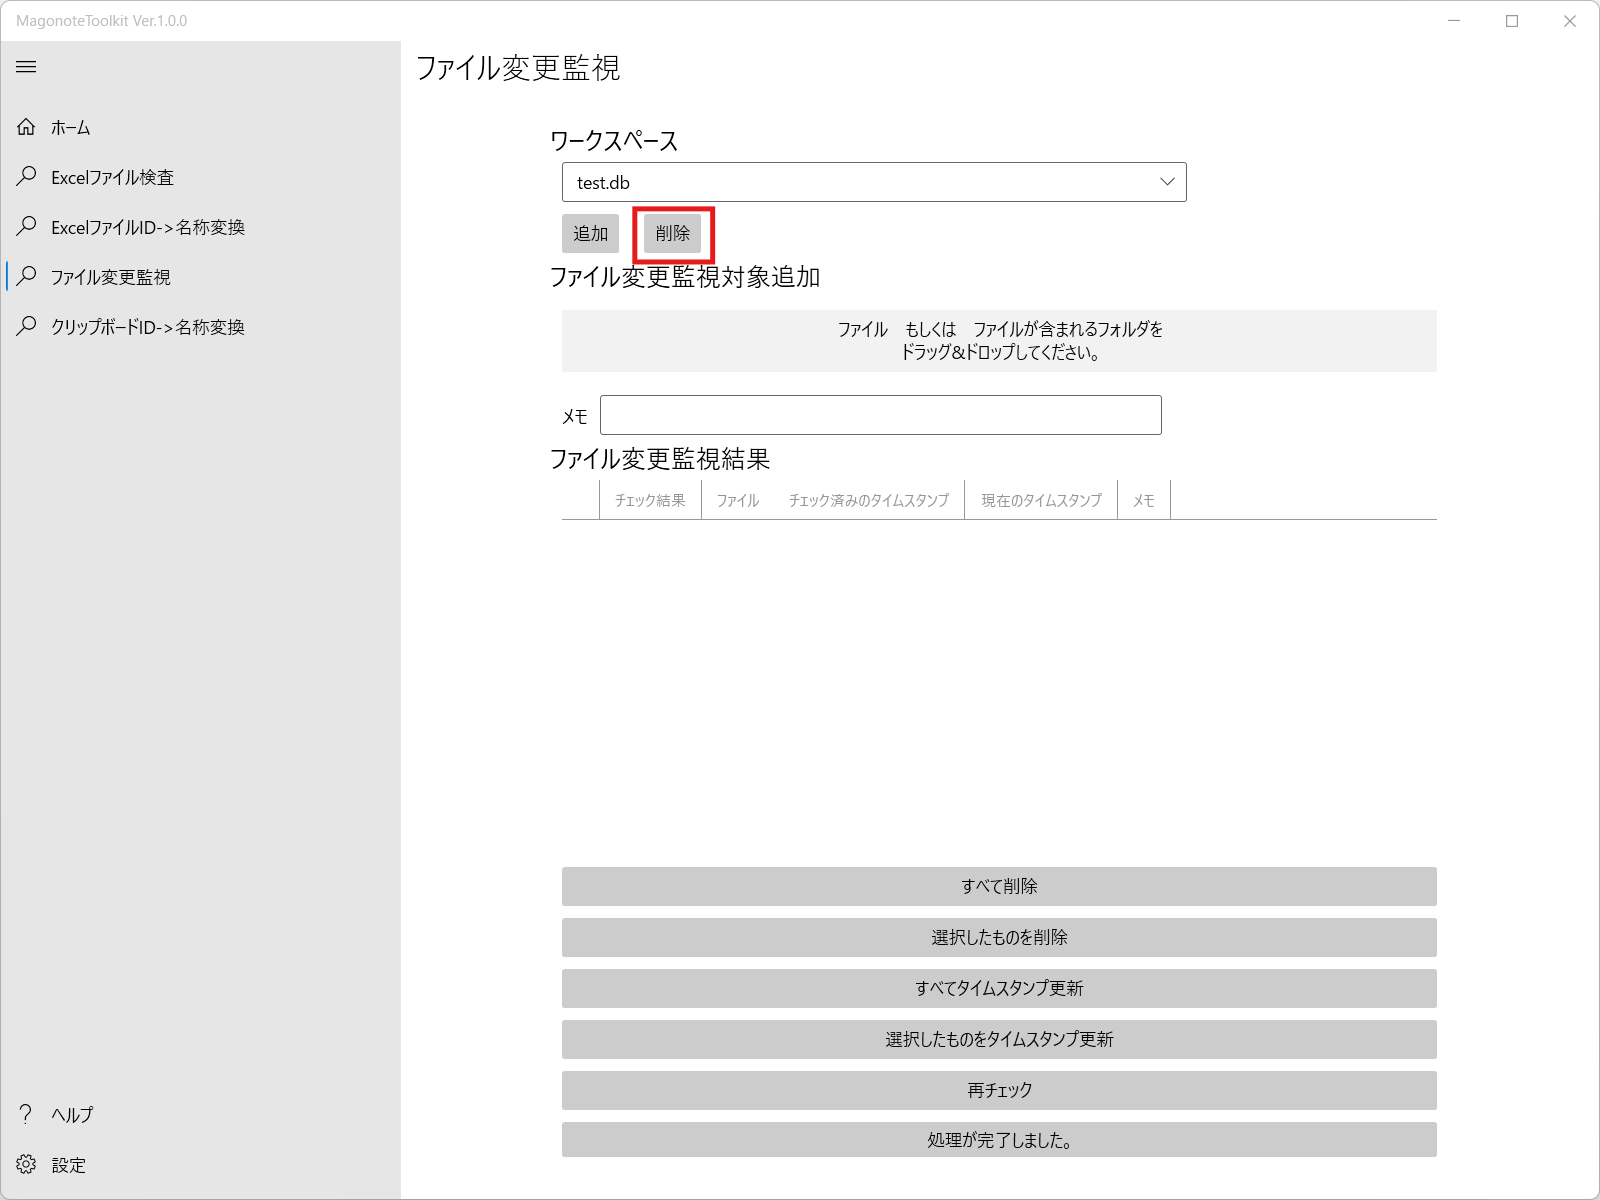 MagonoteToolkit Ver.1.0.0
ホーム
Excelファイル検査
ExcelファイルID->名称変換
ファイル変更監視
クリップボードID->名称変換
ヘルプ
設定
ファイル変更監視
ワークスペース
test.db
追加 削除
ファイル変更監視対象追加
ファイル　もしくは　ファイルが含まれるフォルダを
ドラッグ&ドロップしてください。
メモ
ファイル変更監視結果
チェック結果 ファイル チェック済みのタイムスタンプ 現在のタイムスタンプ メモ
すべて削除
選択したものを削除
すべてタイムスタンプ更新
選択したものをタイムスタンプ更新
再チェック
処理が完了しました。